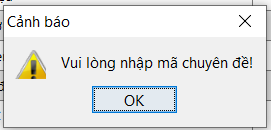 Cảnh báo
Vui lòng nhập mã chuyên đề!
OK